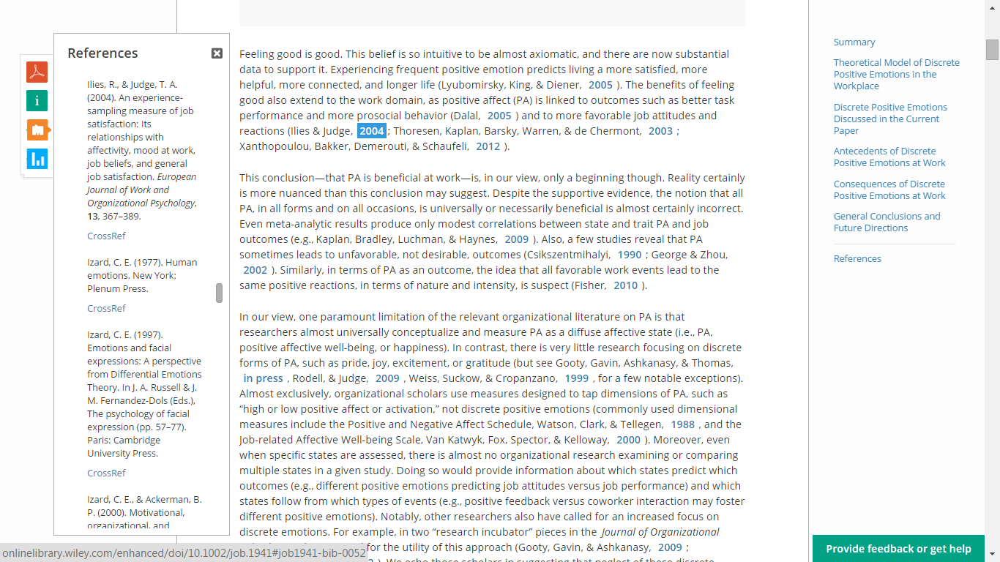 References
Ilies, R., & Judge, T. A.
(2004). An experience-
sampling measure of job
satisfaction: Its
relationships with
affectivity, mood at work,
job beliefs, and general
job satisfaction. European
Journal of Work and
Organizational Psychology,
13, 367–389.
CrossRef
Izard, C. E. (1977). Human
emotions. New York:
Plenum Press.
CrossRef
Izard, C. E. (1997).
Emotions and facial
expressions: A perspective
from Differential Emotions
Theory. In J. A. Russell & J.
M. Fernandez-Dols (Eds.),
The psychology of facial
expression (pp. 57–77).
Paris: Cambridge
University Press.
CrossRef
Izard, C. E., & Ackerman, B.
P. (2000). Motivational,
organizational, and
Feeling good is good. This belief is so intuitive to be almost axiomatic, and there are now substantial
data to support it. Experiencing frequent positive emotion predicts living a more satisfied, more
helpful, more connected, and longer life (Lyubomirsky, King, & Diener, 2005 ). The benefits of feeling
good also extend to the work domain, as positive affect (PA) is linked to outcomes such as better task
performance and more prosocial behavior (Dalal, 2005 ) and to more favorable job attitudes and
reactions (Ilies & Judge, 2004 ; Thoresen, Kaplan, Barsky, Warren, & de Chermont, 2003 ;
Xanthopoulou, Bakker, Demerouti, & Schaufeli, 2012 ).
This conclusion—that PA is beneficial at work—is, in our view, only a beginning though. Reality certainly
is more nuanced than this conclusion may suggest. Despite the supportive evidence, the notion that all
PA, in all forms and on all occasions, is universally or necessarily beneficial is almost certainly incorrect.
Even meta-analytic results produce only modest correlations between state and trait PA and job
outcomes (e.g., Kaplan, Bradley, Luchman, & Haynes, 2009 ). Also, a few studies reveal that PA
sometimes leads to unfavorable, not desirable, outcomes (Csikszentmihalyi, 1990 ; George & Zhou,
2002 ). Similarly, in terms of PA as an outcome, the idea that all favorable work events lead to the
same positive reactions, in terms of nature and intensity, is suspect (Fisher, 2010 ).
In our view, one paramount limitation of the relevant organizational literature on PA is that
researchers almost universally conceptualize and measure PA as a diffuse affective state (i.e., PA,
positive affective well-being, or happiness). In contrast, there is very little research focusing on discrete
forms of PA, such as pride, joy, excitement, or gratitude (but see Gooty, Gavin, Ashkanasy, & Thomas,
in press , Rodell, & Judge, 2009 , Weiss, Suckow, & Cropanzano, 1999 , for a few notable exceptions).
Almost exclusively, organizational scholars use measures designed to tap dimensions of PA, such as
“high or low positive affect or activation,” not discrete positive emotions (commonly used dimensional
measures include the Positive and Negative Affect Schedule, Watson, Clark, & Tellegen, 1988 , and the
Job-related Affective Well-being Scale, Van Katwyk, Fox, Spector, & Kelloway, 2000 ). Moreover, even
when specific states are assessed, there is almost no organizational research examining or comparing
multiple states in a given study. Doing so would provide information about which states predict which
outcomes (e.g., different positive emotions predicting job attitudes versus job performance) and which
states follow from which types of events (e.g., positive feedback versus coworker interaction may foster
different positive emotions). Notably, other researchers also have called for an increased focus on
discrete emotions. For example, in two “research incubator” pieces in the Journal of Organizational
for the utility of this approach (Gooty, Gavin, & Ashkanasy, 2009 ;
). We echo these scholars in suggesting that neglect of these discrete
Summary
Theoretical Model of Discrete
Positive Emotions in the
Workplace
Discrete Positive Emotions
Discussed in the Current
Paper
Antecedents of Discrete
Positive Emotions at Work
Consequences of Discrete
Positive Emotions at Work
General Conclusions and
Future Directions
References
Provide feedback or get help
onlinelibrary.wiley.com/enhanced/doi/10.1002/job.1941#job1941-bib-0052